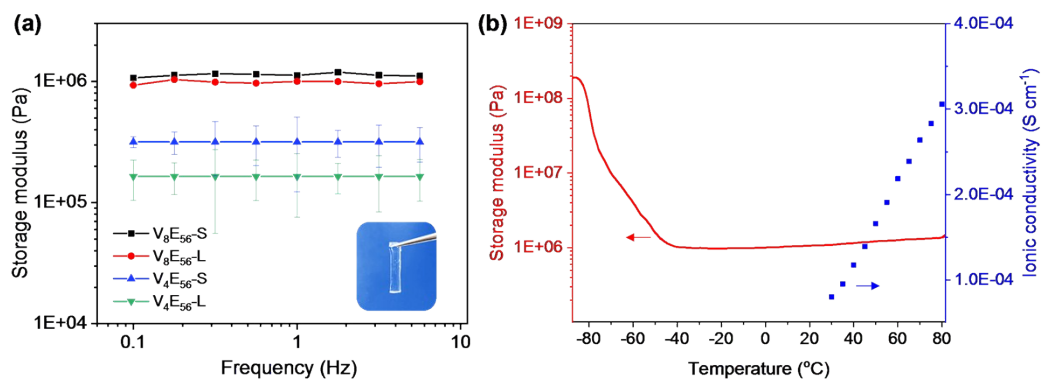 (a)
Storage modulus (Pa)
1E+06
1E+05
1E+04
V₈E₅₆-S
V₈E₅₆-L
V₄E₅₆-S
V₄E₅₆-L
0.1
1
10
Frequency (Hz)
(b)
Storage modulus (Pa)
1E+09
1E+08
1E+07
1E+06
-80
-60
-40
-20
0
20
40
60
80
Temperature (ºC)
4.0E-04
3.0E-04
2.0E-04
1.0E-04
Ionic conductivity (S cm⁻¹)